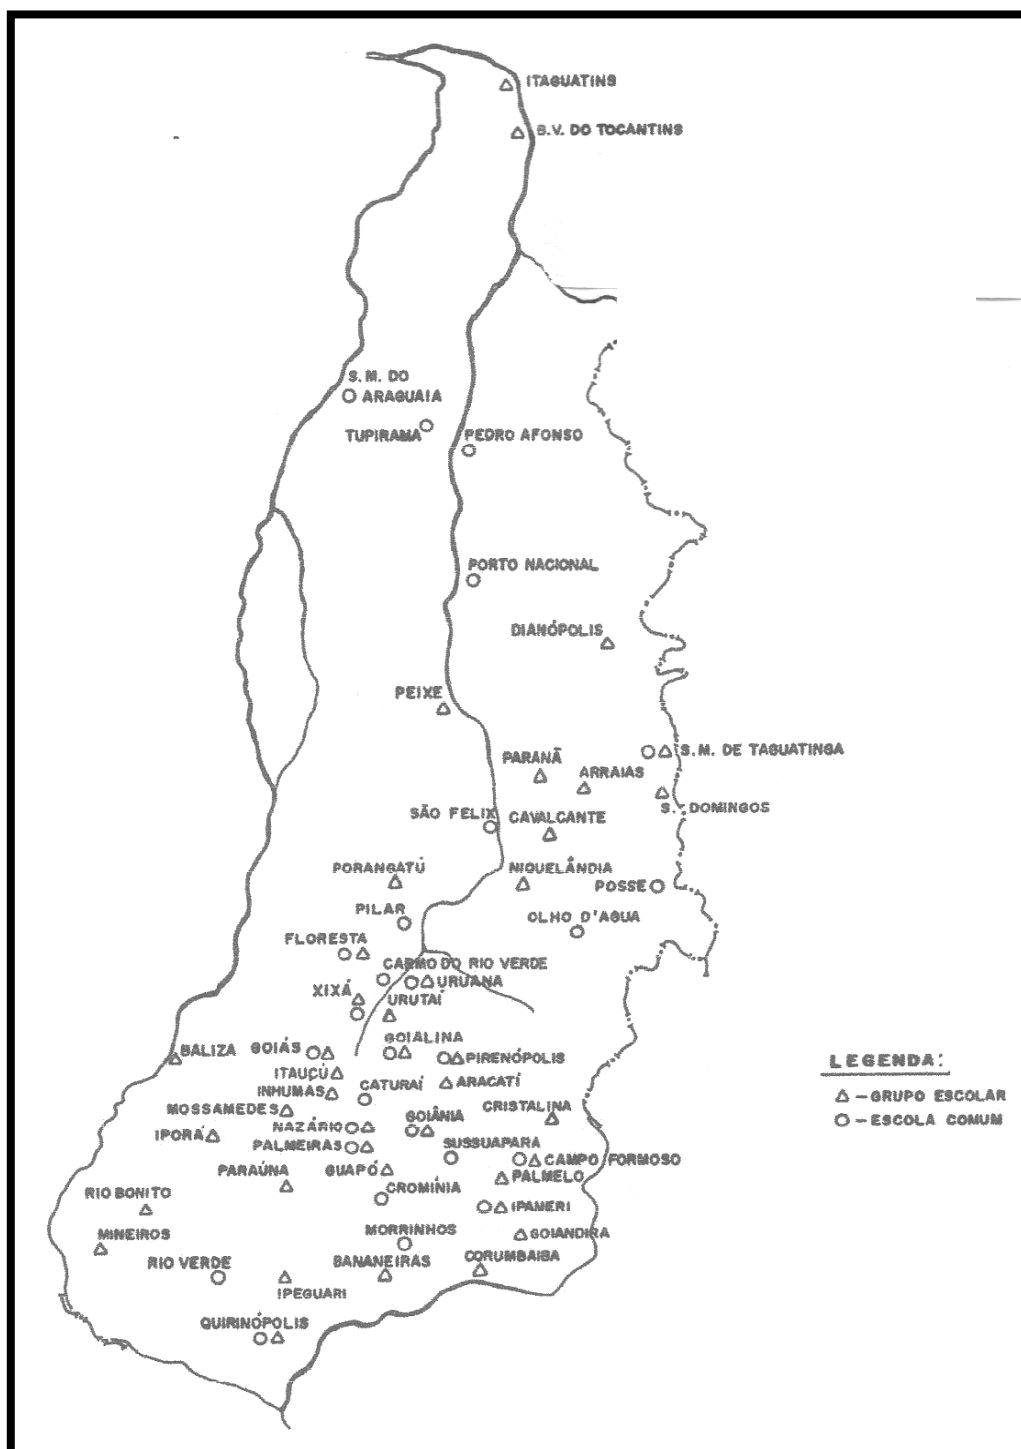 ITAGUATINS
B.V. DO TOCANTINS
S.M. DO
ARAGUAIA
TUPIRAMA
PEDRO AFONSO
PORTO NACIONAL
DIANÓPOLIS
PEIXE
S.M. DE TAGUATINGA
PARANÃ
ARRAIAS
S. DOMINGOS
SÃO FELIX
CAVALCANTE
PORANGATÚ
NIQUELÂNDIA
POSSE
PILAR
OLHO D'AGUA
FLORESTA
CARMO DO RIO VERDE
URUANA
XIXÁ
URUTAÍ
GOIALINA
BALIZA
GOIÁS
PIRENÓPOLIS
ITAUÇÚ
ARACATÍ
INHUMAS
CATURAÍ
MOSSAMEDES
CRISTALINA
GOIÂNIA
NAZÁRIO
IPORÁ
PALMEIRAS
SUSSUAPARA
CAMPO FORMOSO
PARAÚNA
GUAPÓ
PALMELO
RIO BONITO
CROMÍNIA
IPAMERI
MINEIROS
MORRINHOS
GOIANDIRA
RIO VERDE
BANANEIRAS
CORUMBAIBA
IPEGUARI
QUIRINÓPOLIS
LEGENDA:
△ - GRUPO ESCOLAR
○ - ESCOLA COMUM